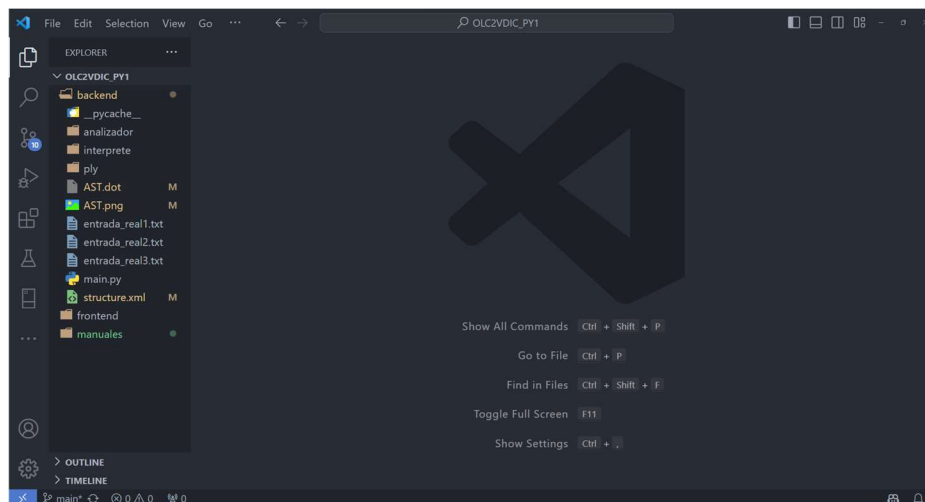 File Edit Selection View Go ···
OLC2VDIC_PY1
EXPLORER ···
OLC2VDIC_PY1
backend
__pycache__
analizador
interprete
ply
AST.dot M
AST.png M
entrada_real1.txt
entrada_real2.txt
entrada_real3.txt
main.py
structure.xml M
frontend
manuales
10
Show All Commands Ctrl + Shift + P
Go to File Ctrl + P
Find in Files Ctrl + Shift + F
Toggle Full Screen F11
Show Settings Ctrl + ,
OUTLINE
TIMELINE
main* 0 0 0